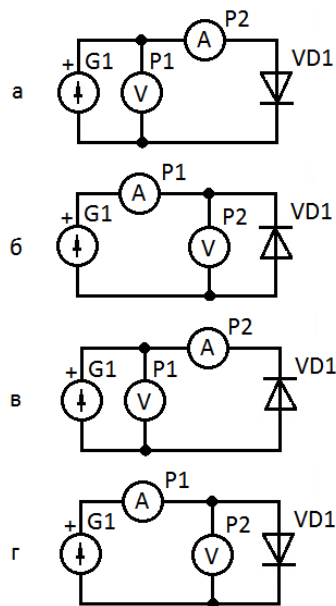 P2
+ G1 P1 A VD1
а V
P1
+ G1 A P2 VD1
б V
P2
+ G1 P1 A VD1
в V
P1
+ G1 A P2 VD1
г V